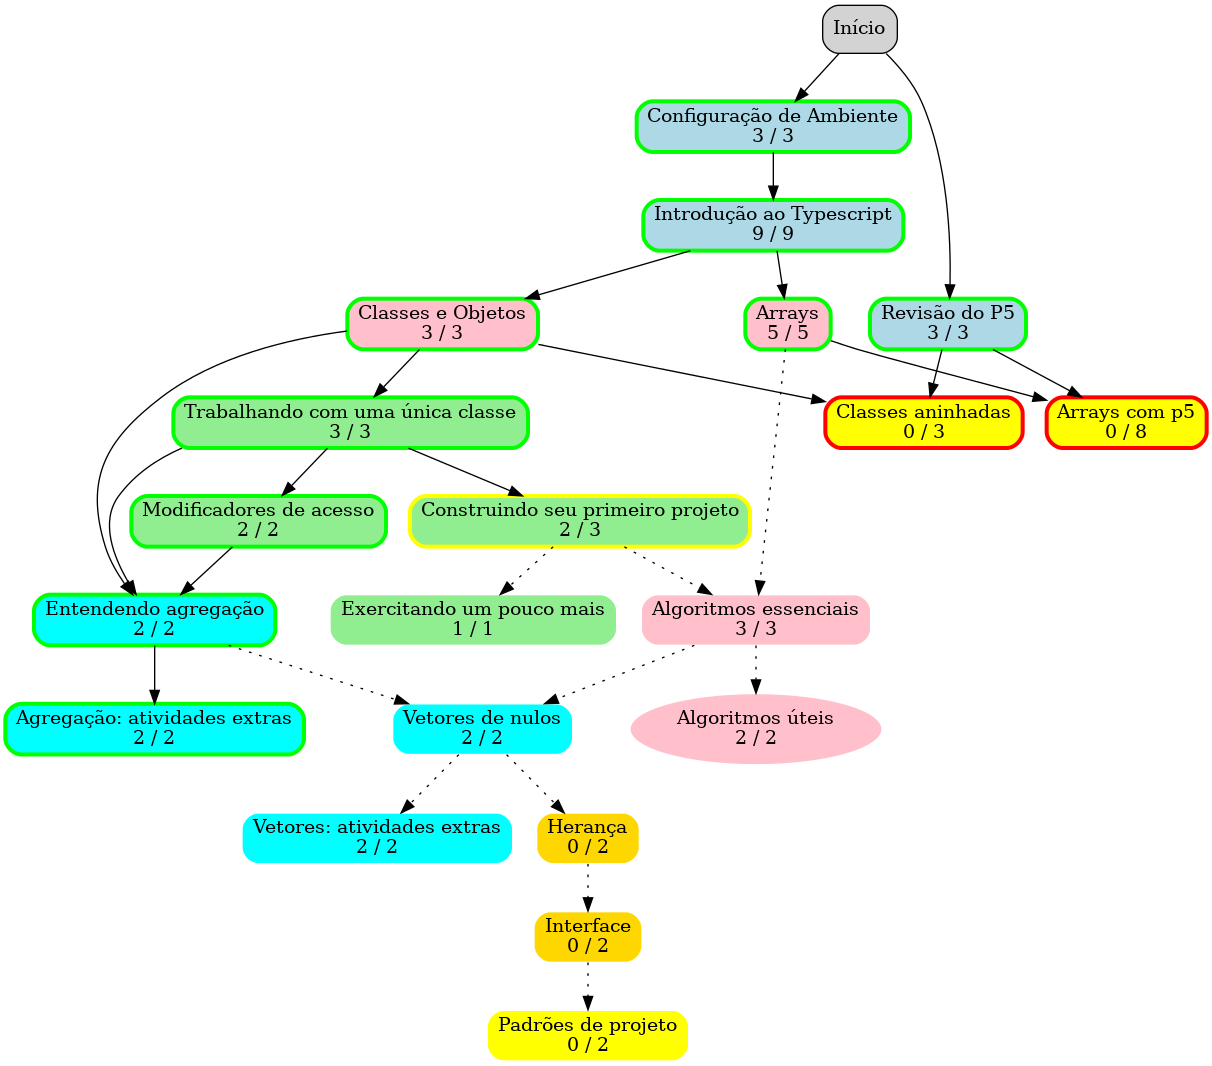 Início
Configuração de Ambiente
3 / 3
Introdução ao Typescript
9 / 9
Classes e Objetos
3 / 3
Arrays
5 / 5
Revisão do P5
3 / 3
Trabalhando com uma única classe
3 / 3
Classes aninhadas
0 / 3
Arrays com p5
0 / 8
Modificadores de acesso
2 / 2
Construindo seu primeiro projeto
2 / 3
Entendendo agregação
2 / 2
Exercitando um pouco mais
1 / 1
Algoritmos essenciais
3 / 3
Agregação: atividades extras
2 / 2
Vetores de nulos
2 / 2
Algoritmos úteis
2 / 2
Vetores: atividades extras
2 / 2
Herança
0 / 2
Interface
0 / 2
Padrões de projeto
0 / 2